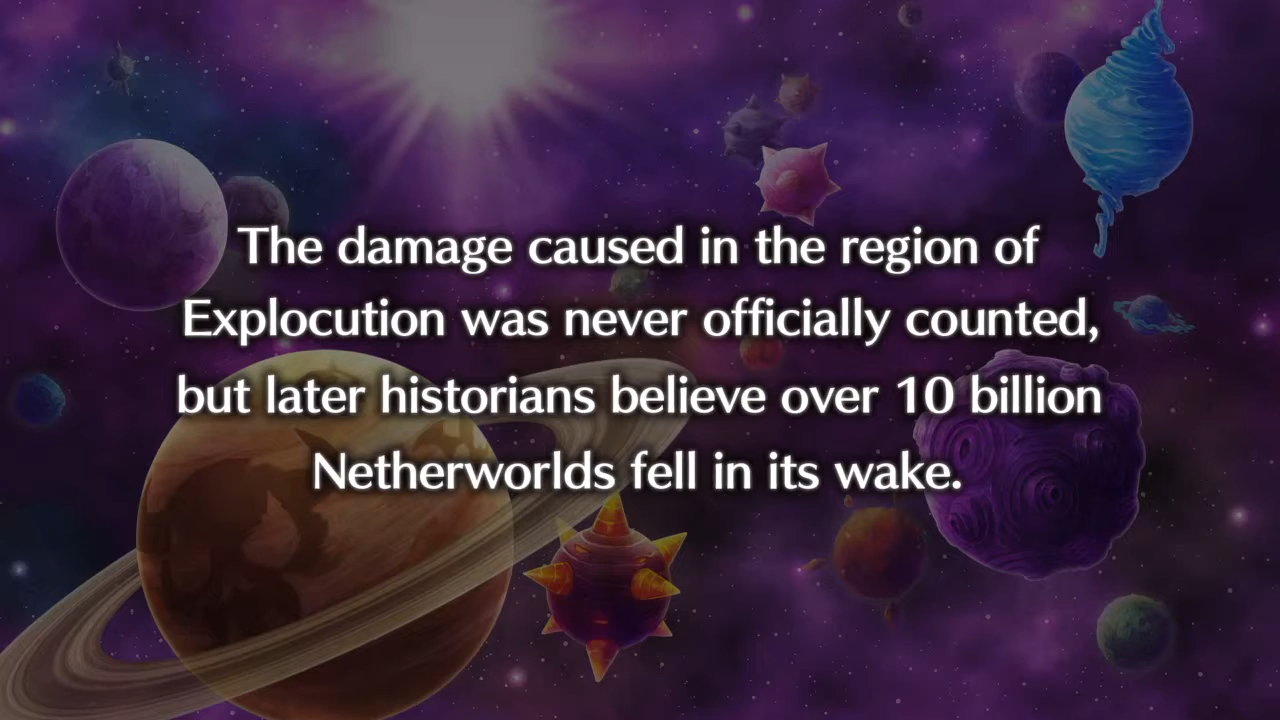 The damage caused in the region of
Explocution was never officially counted,
but later historians believe over 10 billion
Netherworlds fell in its wake.